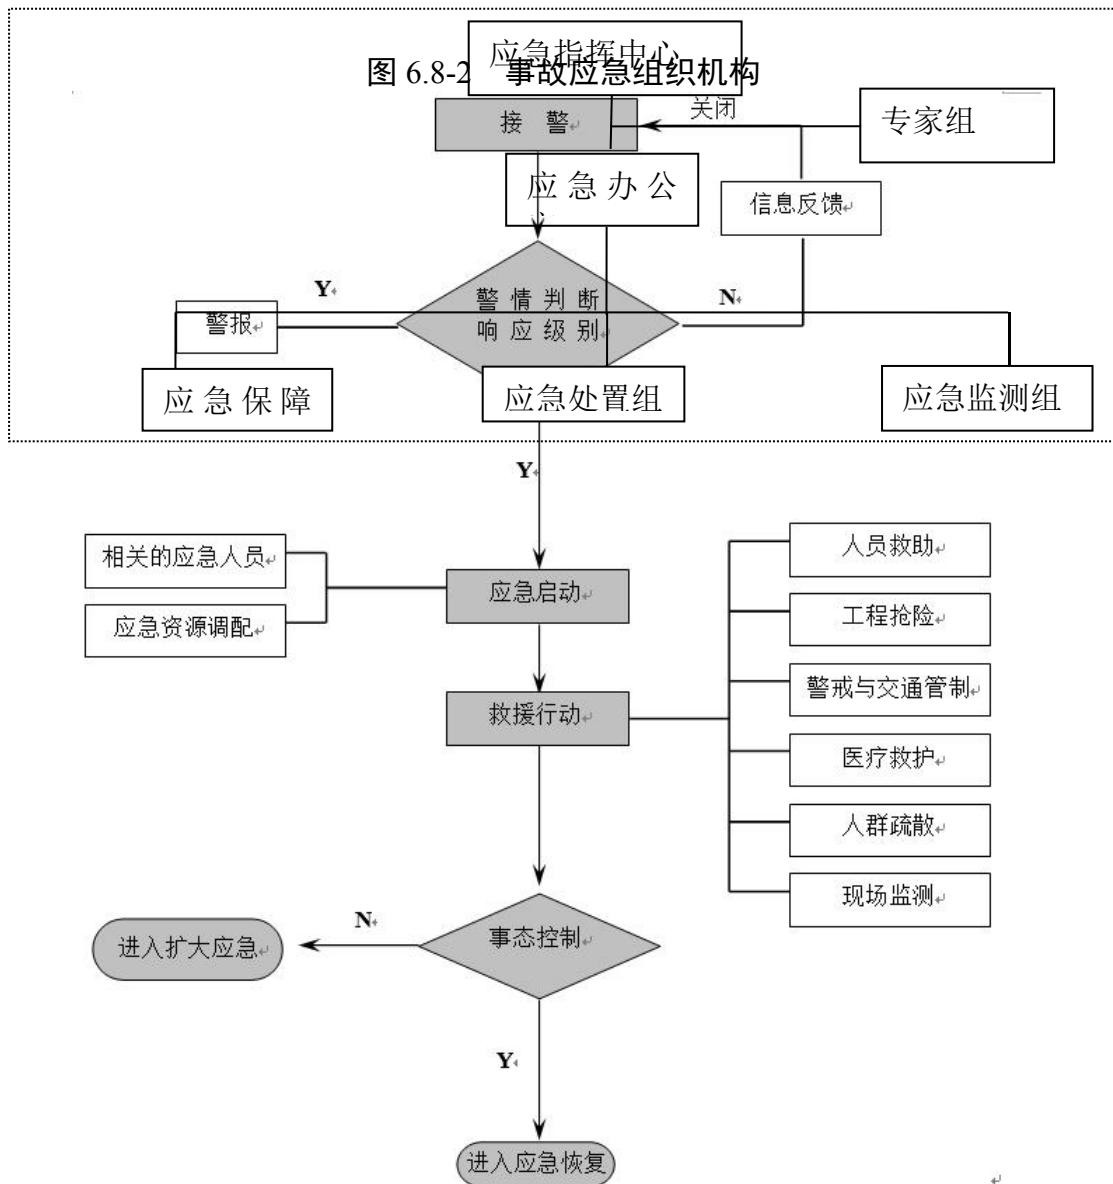 应急指挥中心
图 6.8-2 事故应急组织机构
接 警
关闭
专家组
应 急 办 公
信息反馈
Y
警 情 判 断
响 应 级 别
N
警报
应 急 保 障
应急处置组
应急监测组
Y
相关的应急人员
应急启动
应急资源调配
人员救助
工程抢险
警戒与交通管制
救援行动
医疗救护
人群疏散
现场监测
N
事态控制
进入扩大应急
Y
进入应急恢复